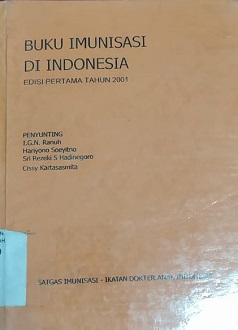 BUKU IMUNISASI
DI INDONESIA
EDISI PERTAMA TAHUN 2001
PENYUNTING
I.G.N. Ranuh
Hariyono Soeyitno
Sri Rezeki S Hadinegoro
Cissy Kartasasmita
SATGAS IMUNISASI - IKATAN DOKTER ANAK INDONESIA